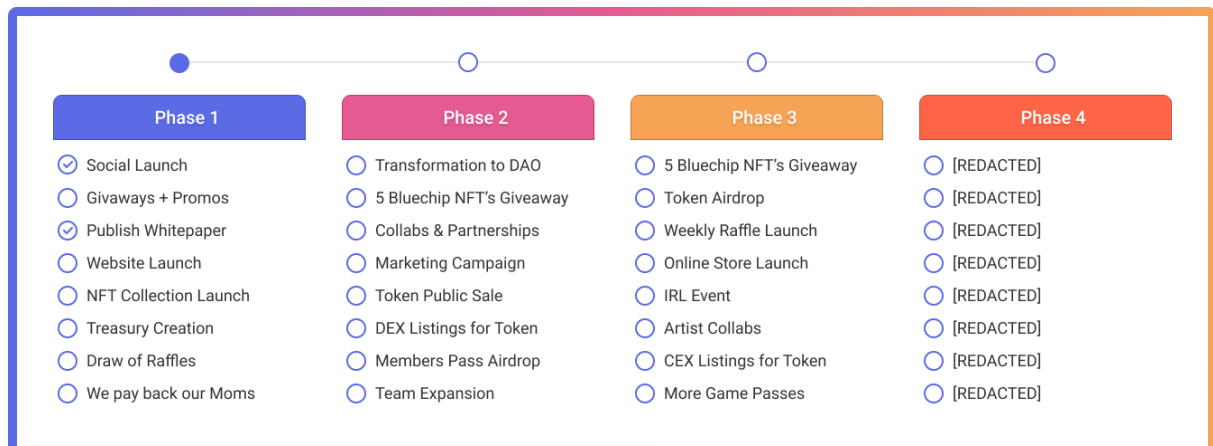 Phase 1
Social Launch
Givaways + Promos
Publish Whitepaper
Website Launch
NFT Collection Launch
Treasury Creation
Draw of Raffles
We pay back our Moms
Phase 2
Transformation to DAO
5 Bluechip NFT’s Giveaway
Collabs & Partnerships
Marketing Campaign
Token Public Sale
DEX Listings for Token
Members Pass Airdrop
Team Expansion
Phase 3
5 Bluechip NFT’s Giveaway
Token Airdrop
Weekly Raffle Launch
Online Store Launch
IRL Event
Artist Collabs
CEX Listings for Token
More Game Passes
Phase 4
[REDACTED]
[REDACTED]
[REDACTED]
[REDACTED]
[REDACTED]
[REDACTED]
[REDACTED]
[REDACTED]